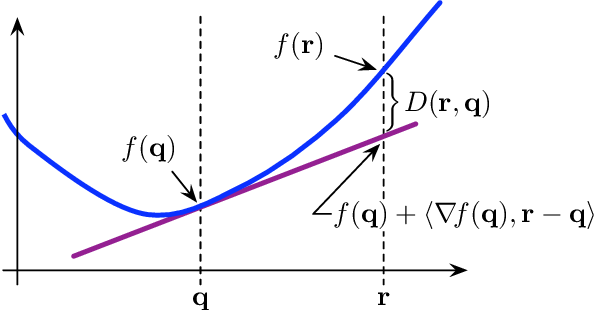 f(r)
D(r, q)
f(q)
f(q) + ⟨∇f(q), r − q⟩
q
r